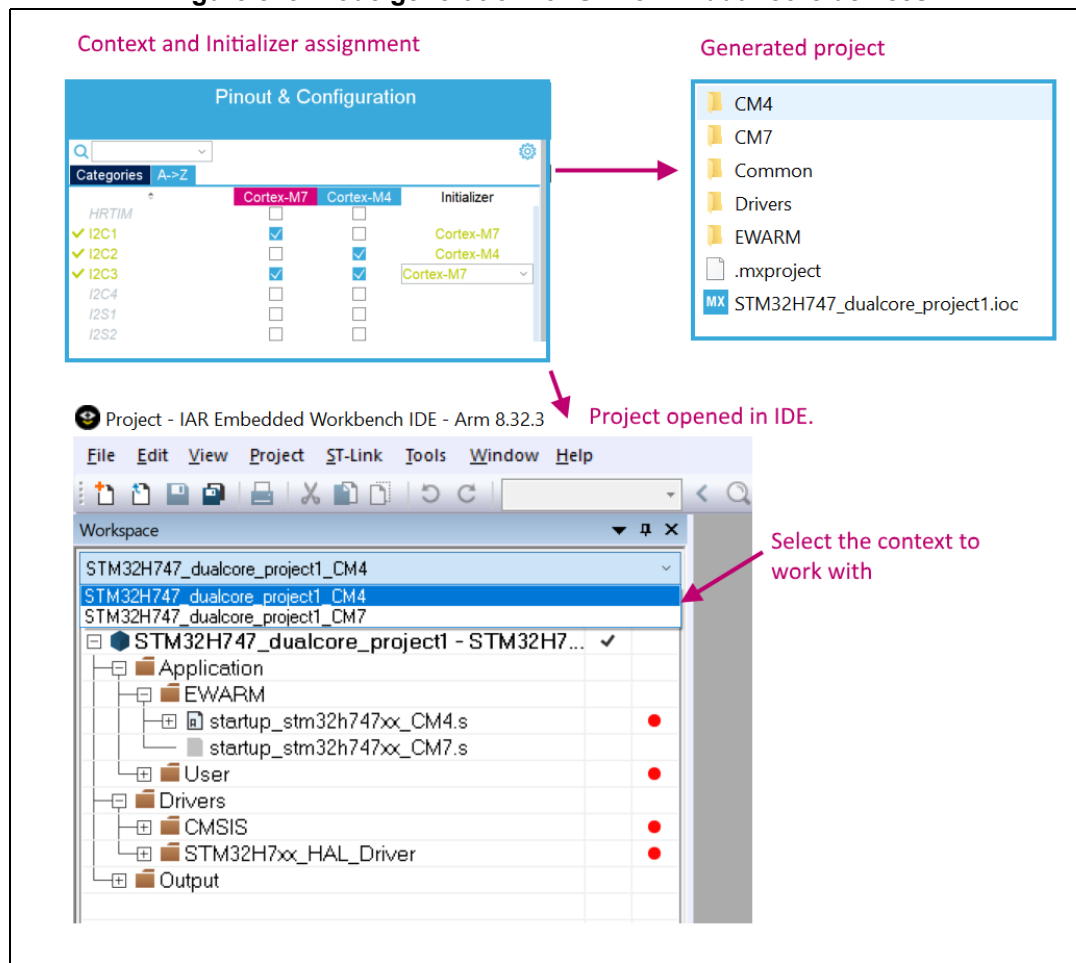 Context and Initializer assignment
Generated project
Pinout & Configuration
Categories A->Z
Cortex-M7 Cortex-M4 Initializer
HRTIM
I2C1 Cortex-M7
I2C2 Cortex-M4
I2C3 Cortex-M7
I2C4
I2S1
I2S2
CM4
CM7
Common
Drivers
EWARM
.mxproject
MX STM32H747_dualcore_project1.ioc
Project - IAR Embedded Workbench IDE - Arm 8.32.3
Project opened in IDE.
File Edit View Project ST-Link Tools Window Help
Workspace
STM32H747_dualcore_project1_CM4
STM32H747_dualcore_project1_CM4
STM32H747_dualcore_project1_CM7
Select the context to
work with
STM32H747_dualcore_project1 - STM32H7...
Application
EWARM
startup_stm32h747xx_CM4.s
startup_stm32h747xx_CM7.s
User
Drivers
CMSIS
STM32H7xx_HAL_Driver
Output